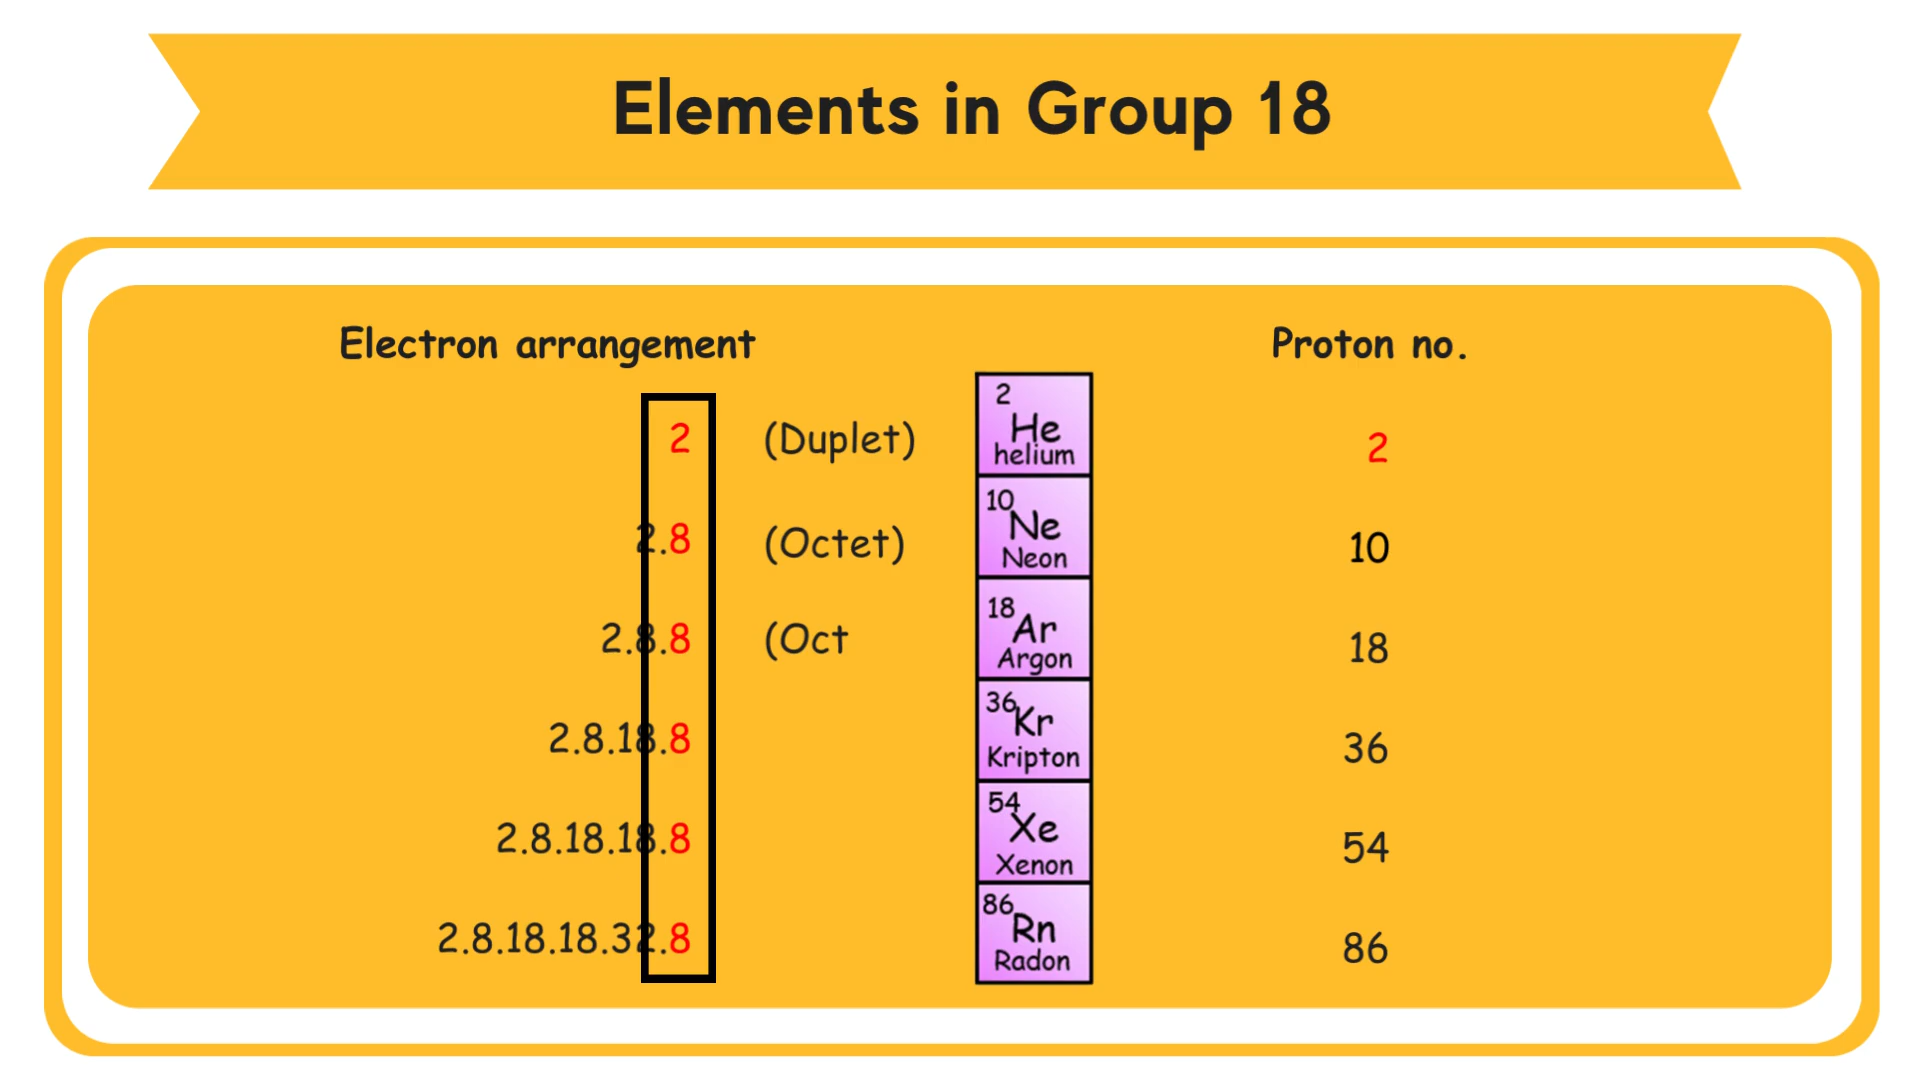 Elements in Group 18
Electron arrangement
Proton no.
2 (Duplet)
2
He
helium
2
2.8 (Octet)
10
Ne
Neon
10
2.8.8 (Oct
18
Ar
Argon
18
2.8.18.8
36
Kr
Kripton
36
2.8.18.18.8
54
Xe
Xenon
54
2.8.18.18.32.8
86
Rn
Radon
86